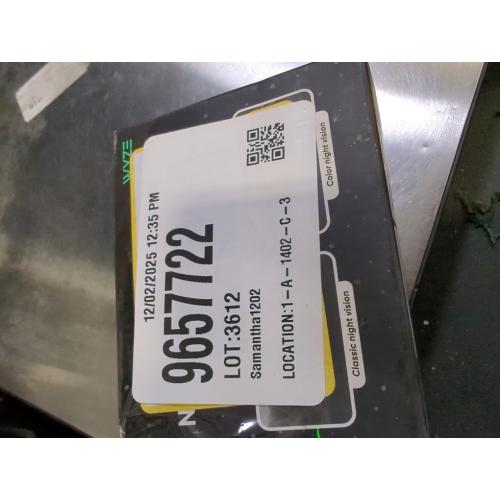 WYZE
12/02/2025 12:35 PM
9657722
LOT:3612
Samantha1202
LOCATION:1-A-1402-C-3
Color night vision
Classic night vision
N